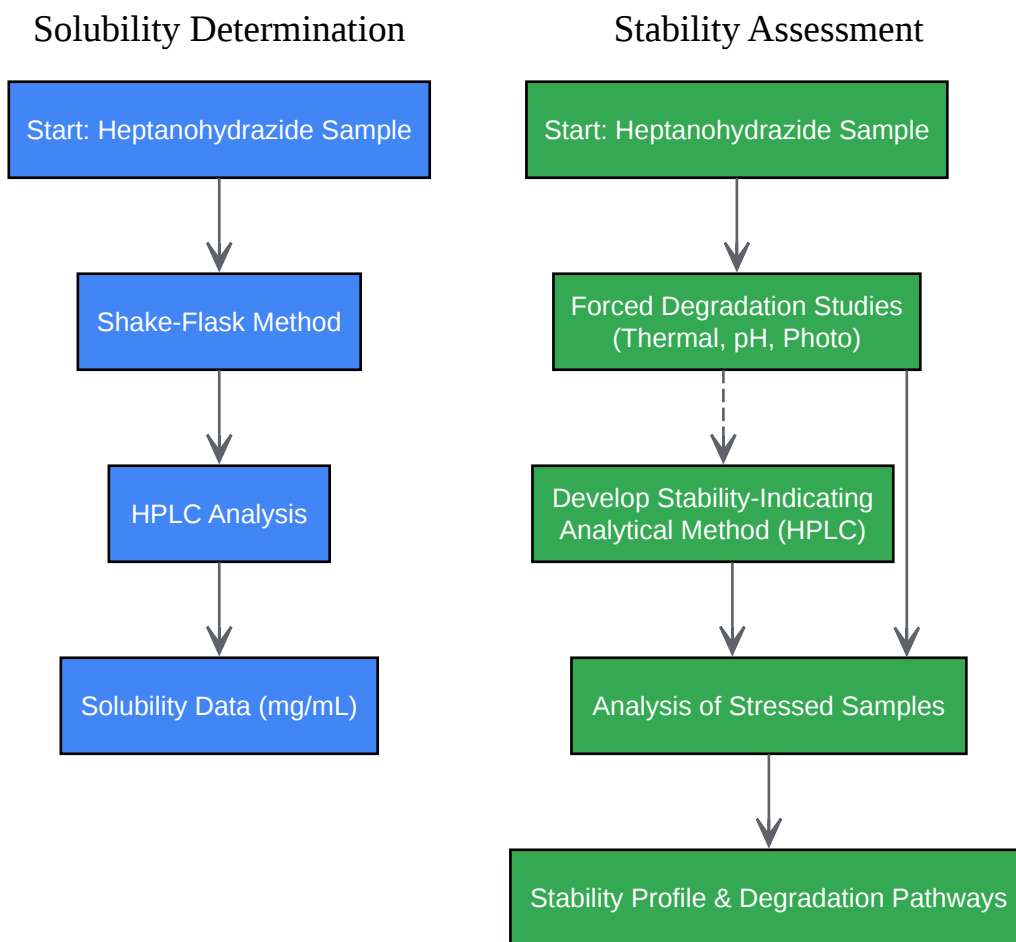 Solubility Determination
Start: Heptanohydrazide Sample
Shake-Flask Method
HPLC Analysis
Solubility Data (mg/mL)
Stability Assessment
Start: Heptanohydrazide Sample
Forced Degradation Studies
(Thermal, pH, Photo)
Develop Stability-Indicating
Analytical Method (HPLC)
Analysis of Stressed Samples
Stability Profile & Degradation Pathways